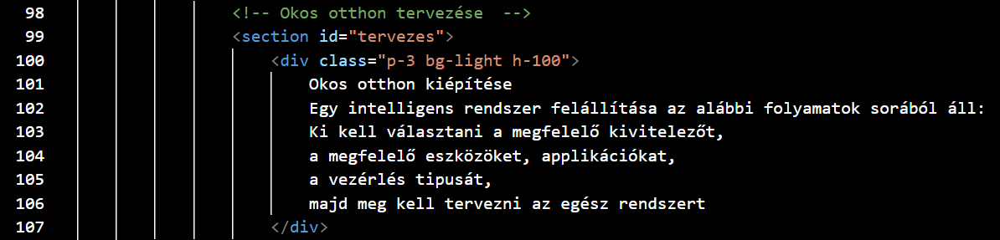 98 <!-- Okos otthon tervezése  -->
99 <section id="tervezes">
100 <div class="p-3 bg-light h-100">
101 Okos otthon kiépítése
102 Egy intelligens rendszer felállítása az alábbi folyamatok sorából áll:
103 Ki kell választani a megfelelő kivitelezőt,
104 a megfelelő eszközöket, applikációkat,
105 a vezérlés tipusát,
106 majd meg kell tervezni az egész rendszert
107 </div>